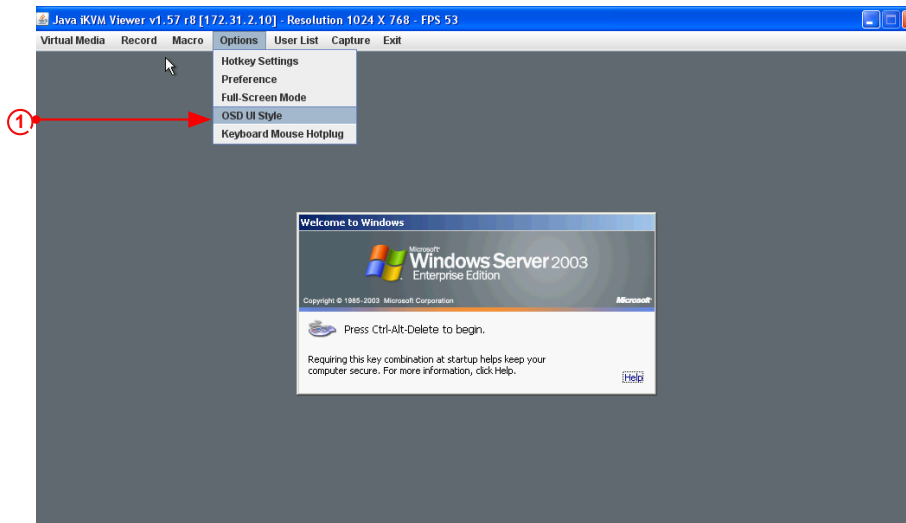 Java iKVM Viewer v1.57 r8 [172.31.2.10] - Resolution 1024 X 768 - FPS 53
Virtual Media Record Macro Options User List Capture Exit
Hotkey Settings
Preference
Full-Screen Mode
1 OSD UI Style
Keyboard Mouse Hotplug
Welcome to Windows
Microsoft
Windows Server 2003
Enterprise Edition
Copyright © 1985-2003 Microsoft Corporation Microsoft
Press Ctrl-Alt-Delete to begin.
Requiring this key combination at startup helps keep your
computer secure. For more information, click Help.
Help